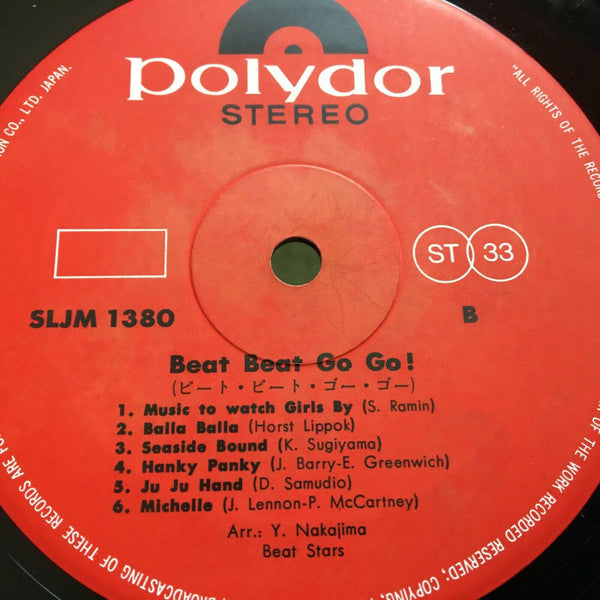 polydor
STEREO
ST 33
SLJM 1380
B
Beat Beat Go Go!
(ビート・ビート・ゴー・ゴー)
1. Music to watch Girls By (S. Ramin)
2. Balla Balla (Horst Lippok)
3. Seaside Bound (K. Sugiyama)
4. Hanky Panky (J. Barry-E. Greenwich)
5. Ju Ju Hand (D. Samudio)
6. Michelle (J. Lennon-P. McCartney)
Arr.: Y. Nakajima
Beat Stars
CO., LTD. JAPAN.
"ALL RIGHTS OF THE RECORD
OF THE WORK RECORDED RESERVED; COPYING,
BROADCASTING OF THESE RECORDS ARE